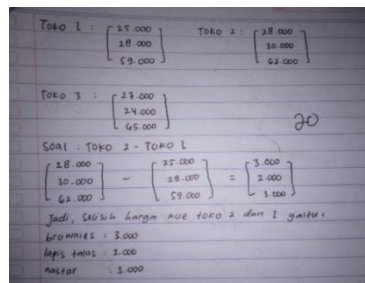 Toko 1 : [25.000 28.000 59.000] Toko 2 : [28.000 30.000 62.000]
Toko 3 : [27.000 24.000 65.000]
20
Soal : Toko 2 - Toko 1
[28.000 30.000 62.000] - [25.000 28.000 59.000] = [3.000 2.000 3.000]
Jadi, selisih harga kue toko 2 dan 1 yaitu :
brownies : 3.000
lapis talas : 2.000
nastar : 3.000